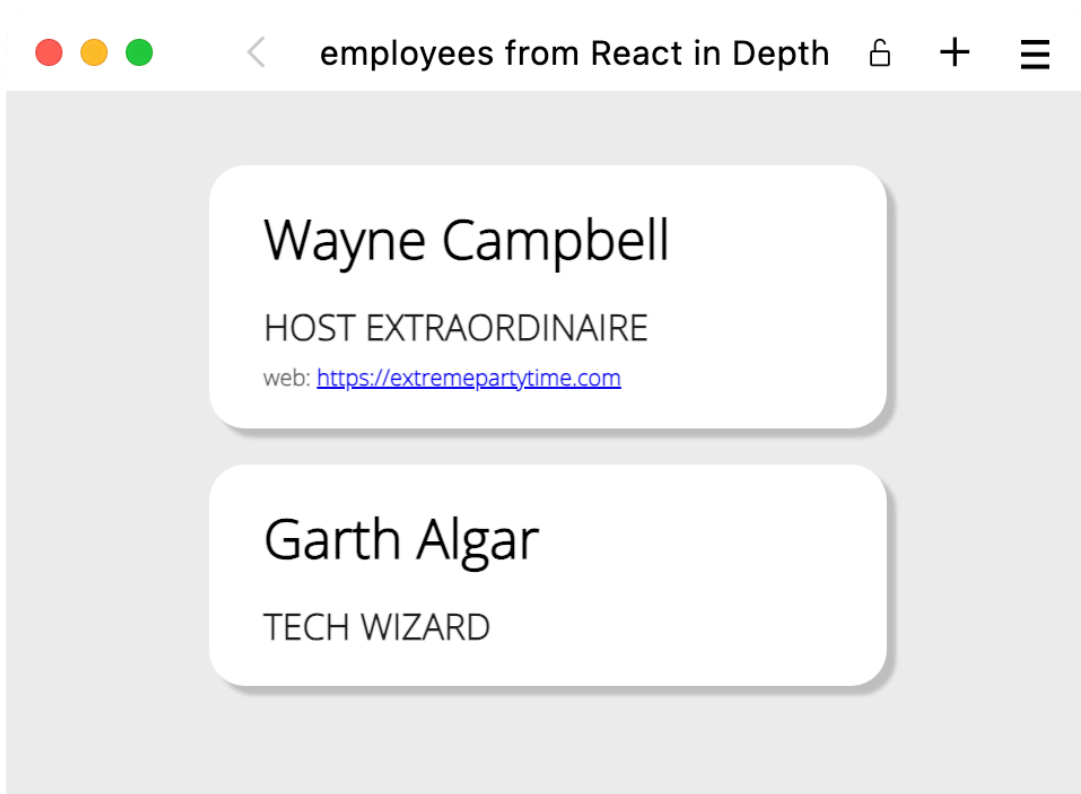 employees from React in Depth
Wayne Campbell
HOST EXTRAORDINAIRE
web: https://extremepartytime.com
Garth Algar
TECH WIZARD